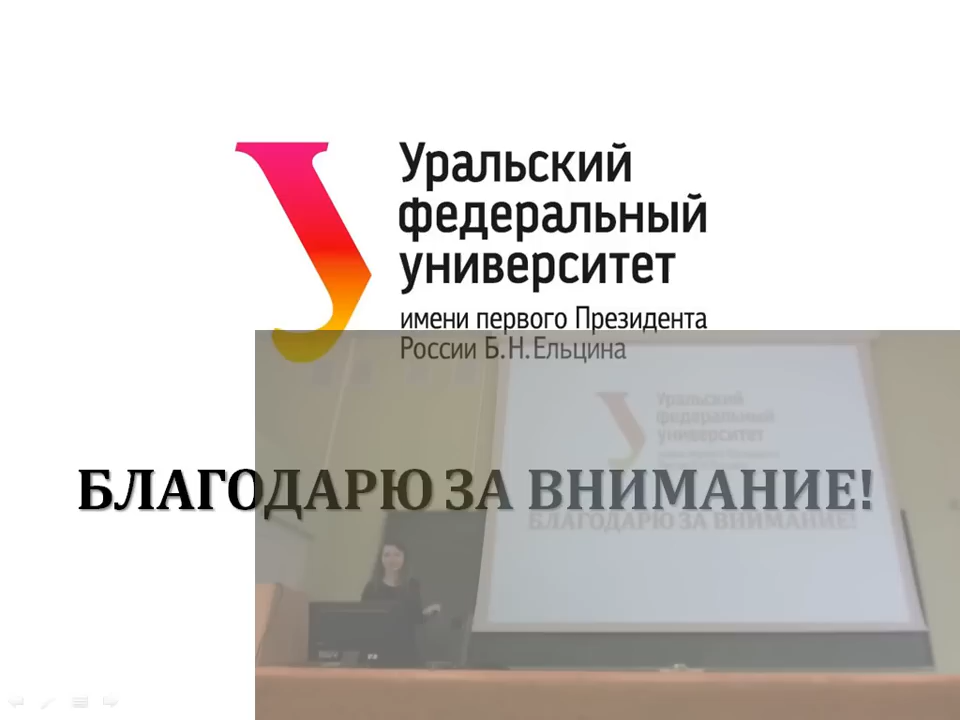 Уральский
федеральный
университет
имени первого Президента
России Б.Н.Ельцина
БЛАГОДАРЮ ЗА ВНИМАНИЕ!
Уральский
федеральный
университет
БЛАГОДАРЮ ЗА ВНИМАНИЕ!